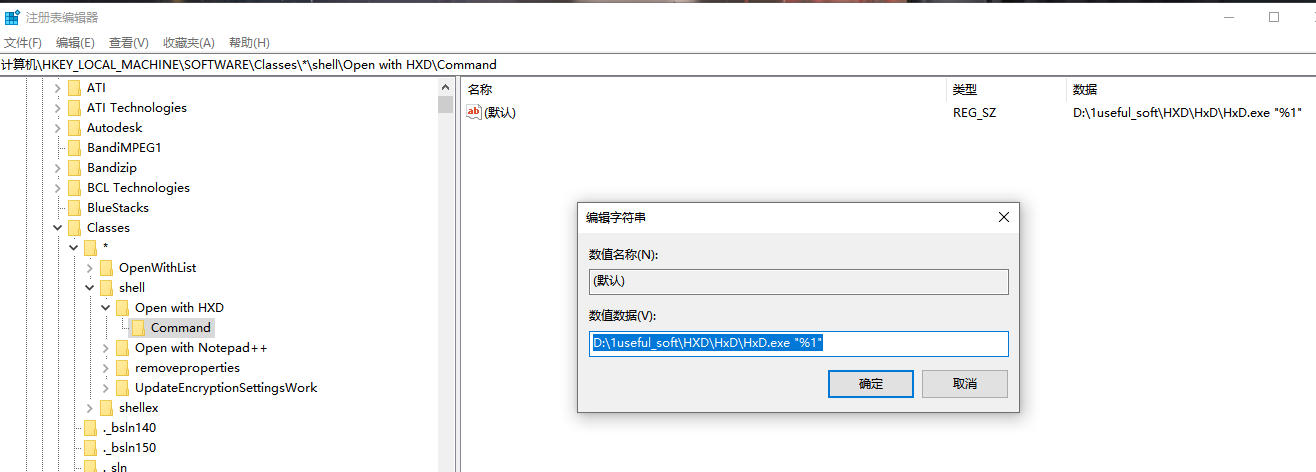 注册表编辑器
文件(F) 编辑(E) 查看(V) 收藏夹(A) 帮助(H)
计算机\HKEY_LOCAL_MACHINE\SOFTWARE\Classes\*\shell\Open with HXD\Command
ATI
ATI Technologies
Autodesk
BandiMPEG1
Bandizip
BCL Technologies
BlueStacks
Classes
*
OpenWithList
shell
Open with HXD
Command
Open with Notepad++
removeproperties
UpdateEncryptionSettingsWork
shellex
._bsln140
._bsln150
._sln
名称 类型 数据
ab (默认) REG_SZ D:\1useful_soft\HXD\HxD\HxD.exe "%1"
编辑字符串
数值名称(N):
(默认)
数值数据(V):
D:\1useful_soft\HXD\HxD\HxD.exe "%1"
确定 取消